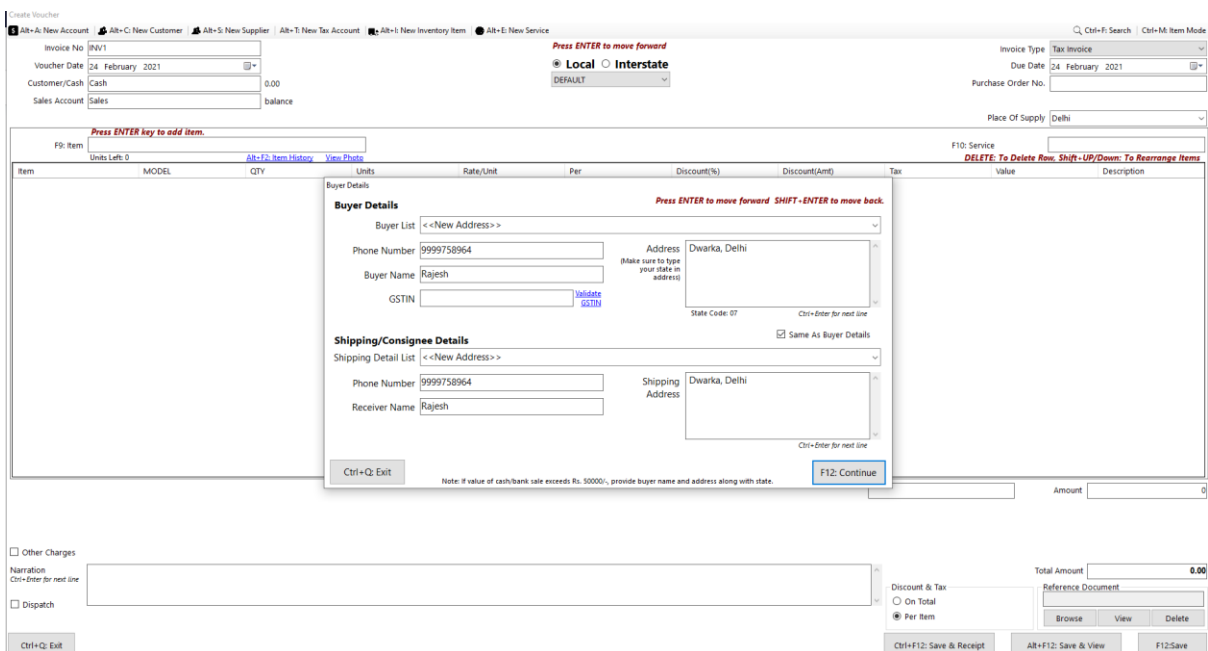 Create Voucher
Alt+A: New Account Alt+C: New Customer Alt+S: New Supplier Alt+T: New Tax Account Alt+I: New Inventory Item Alt+E: New Service Ctrl+F: Search Ctrl+M: Item Mode
Invoice No INV1 Press ENTER to move forward Invoice Type Tax Invoice
Voucher Date 24 February 2021 Local Interstate Due Date 24 February 2021
Customer/Cash Cash 0.00 DEFAULT Purchase Order No.
Sales Account Sales balance
Place Of Supply Delhi
Press ENTER key to add item.
F9: Item F10: Service
Units Left: 0 Alt+F2: Item History View Photo DELETE: To Delete Row, Shift+UP/Down: To Rearrange Items
Item MODEL QTY Units Rate/Unit Per Discount(%) Discount(Amt) Tax Value Description
Buyer Details
Buyer Details Press ENTER to move forward SHIFT+ENTER to move back.
Buyer List <<New Address>>
Phone Number 9999758964 Address Dwarka, Delhi
(Make sure to type
your state in
address)
Buyer Name Rajesh
GSTIN Validate
GSTIN
State Code: 07 Ctrl+Enter for next line
Same As Buyer Details
Shipping/Consignee Details
Shipping Detail List <<New Address>>
Phone Number 9999758964 Shipping Dwarka, Delhi
Address
Receiver Name Rajesh
Ctrl+Enter for next line
Ctrl+Q: Exit F12: Continue
Note: If value of cash/bank sale exceeds Rs. 50000/-, provide buyer name and address along with state.
Amount 0
Other Charges
Narration Total Amount 0.00
Ctrl+Enter for next line
Discount & Tax Reference Document
Dispatch On Total
Per Item Browse View Delete
Ctrl+Q: Exit Ctrl+F12: Save & Receipt Alt+F12: Save & View F12:Save